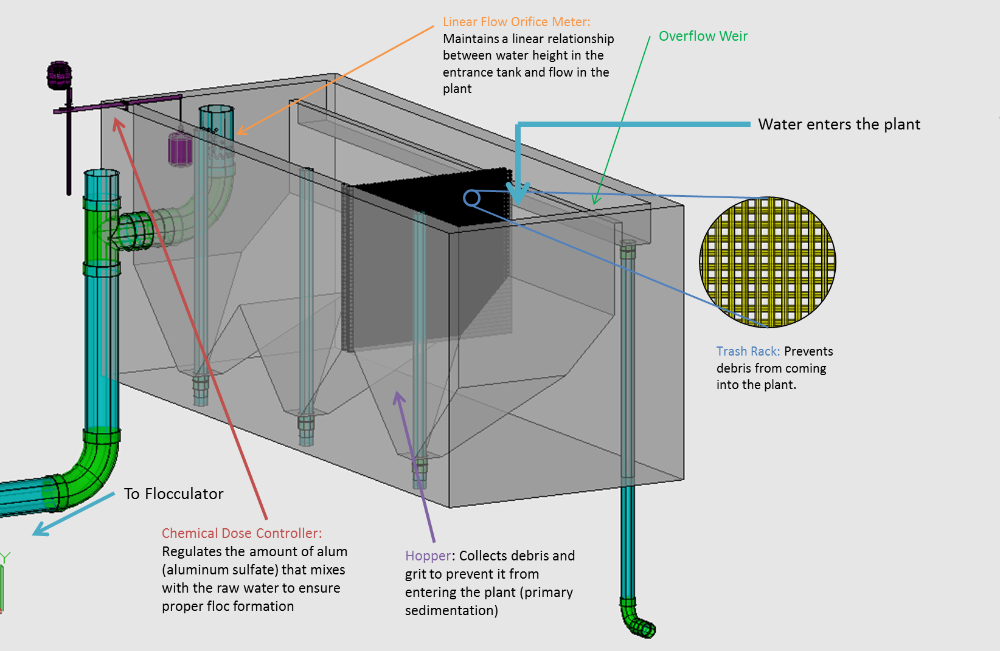 Linear Flow Orifice Meter:
Maintains a linear relationship
between water height in the
entrance tank and flow in the
plant
Overflow Weir
Water enters the plant
Trash Rack: Prevents
debris from coming
into the plant.
To Flocculator
Chemical Dose Controller:
Regulates the amount of alum
(aluminum sulfate) that mixes
with the raw water to ensure
proper floc formation
Hopper: Collects debris and
grit to prevent it from
entering the plant (primary
sedimentation)
Y